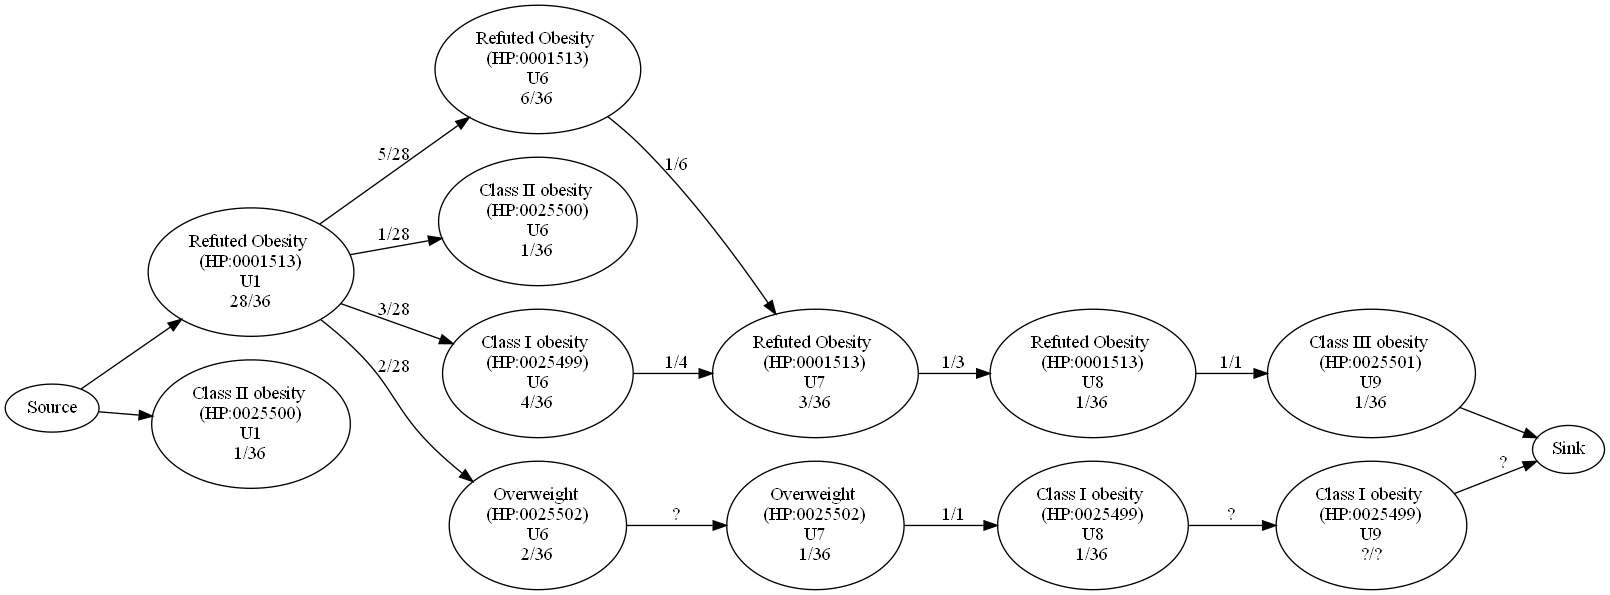 Source
Refuted Obesity
(HP:0001513)
U1
28/36
Class II obesity
(HP:0025500)
U1
1/36
5/28
1/28
3/28
2/28
Refuted Obesity
(HP:0001513)
U6
6/36
Class II obesity
(HP:0025500)
U6
1/36
Class I obesity
(HP:0025499)
U6
4/36
Overweight
(HP:0025502)
U6
2/36
1/6
1/4
?
Refuted Obesity
(HP:0001513)
U7
3/36
Overweight
(HP:0025502)
U7
1/36
1/3
1/1
Refuted Obesity
(HP:0001513)
U8
1/36
Class I obesity
(HP:0025499)
U8
1/36
1/1
?
Class III obesity
(HP:0025501)
U9
1/36
Class I obesity
(HP:0025499)
U9
?/?
?
Sink